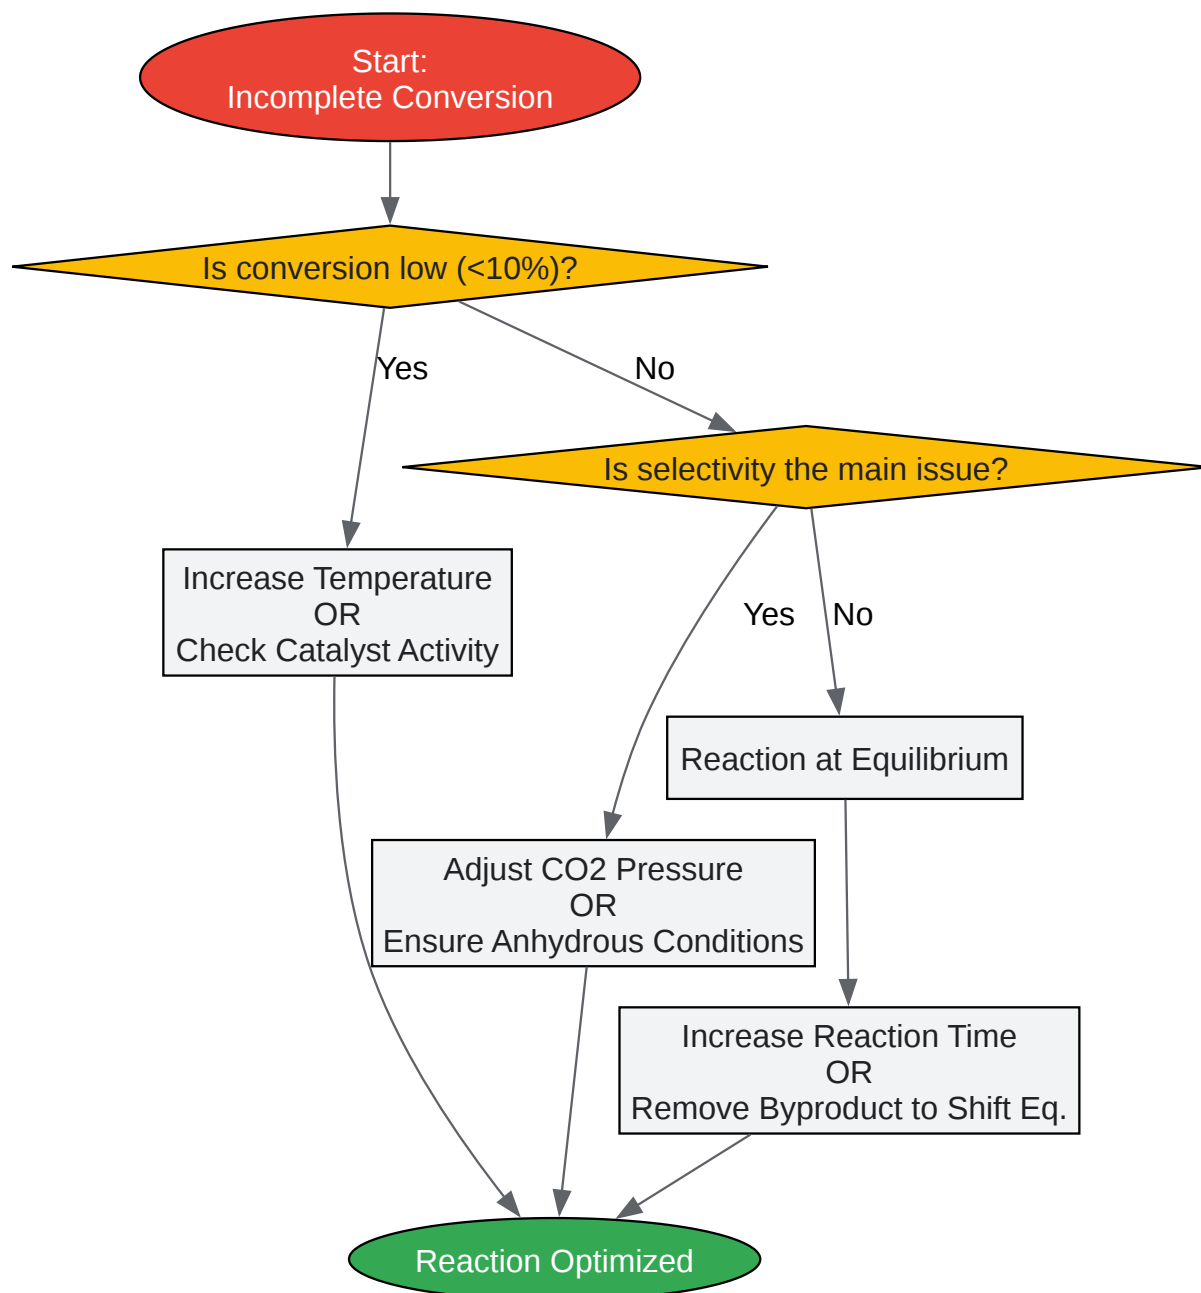 Start:
Incomplete Conversion
Is conversion low (<10%)?
Yes
No
Is selectivity the main issue?
Increase Temperature
OR
Check Catalyst Activity
Yes
No
Reaction at Equilibrium
Adjust CO2 Pressure
OR
Ensure Anhydrous Conditions
Increase Reaction Time
OR
Remove Byproduct to Shift Eq.
Reaction Optimized